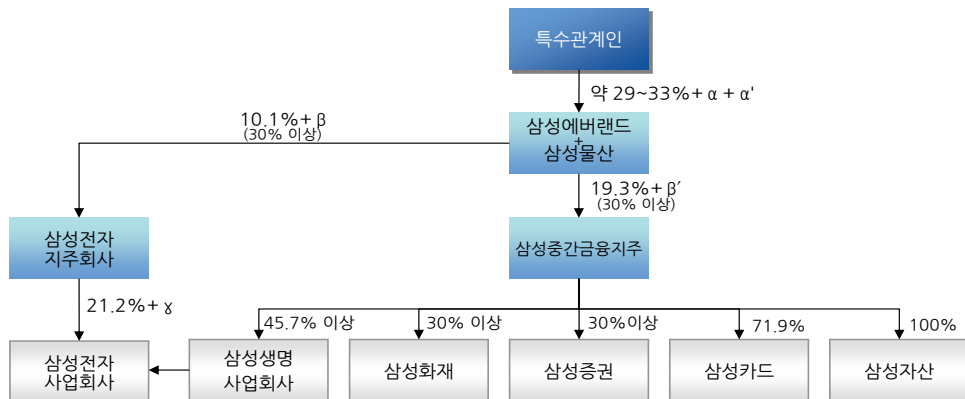 특수관계인
약 29~33%+ α + α'
10.1%+ β
(30% 이상)
삼성에버랜드
+
삼성물산
19.3%+ β′
(30% 이상)
삼성전자
지주회사
삼성중간금융지주
21.2%+ ɣ
45.7% 이상
30% 이상
30%이상
71.9%
100%
삼성전자
사업회사
삼성생명
사업회사
삼성화재
삼성증권
삼성카드
삼성자산